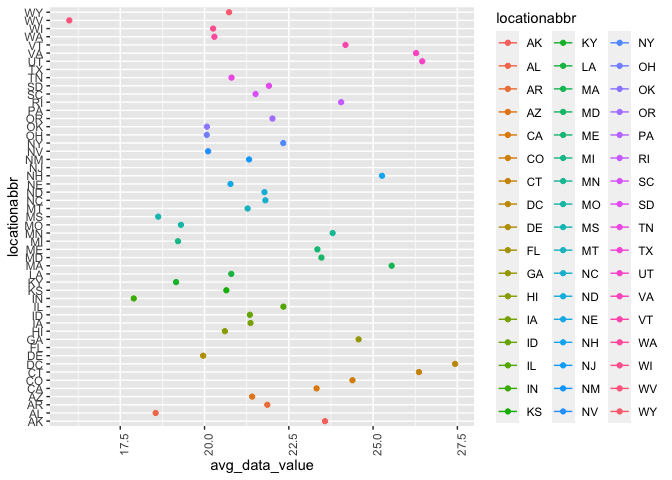 locationabbr
WY
WV
WI
WA
VT
VA
UT
TX
TN
SD
SC
RI
PA
OR
OK
OH
NY
NV
NM
NJ
NH
NE
ND
NC
MT
MS
MO
MN
MI
ME
MD
MA
LA
KY
KS
IN
IL
ID
IA
HI
GA
FL
DE
DC
CT
CO
CA
AZ
AR
AL
AK
17.5 20.0 22.5 25.0 27.5
avg_data_value
locationabbr
AK KY NY
AL LA OH
AR MA OK
AZ MD OR
CA ME PA
CO MI RI
CT MN SC
DC MO SD
DE MS TN
FL MT TX
GA NC UT
HI ND VA
IA NE VT
ID NH WA
IL NJ WI
IN NM WV
KS NV WY